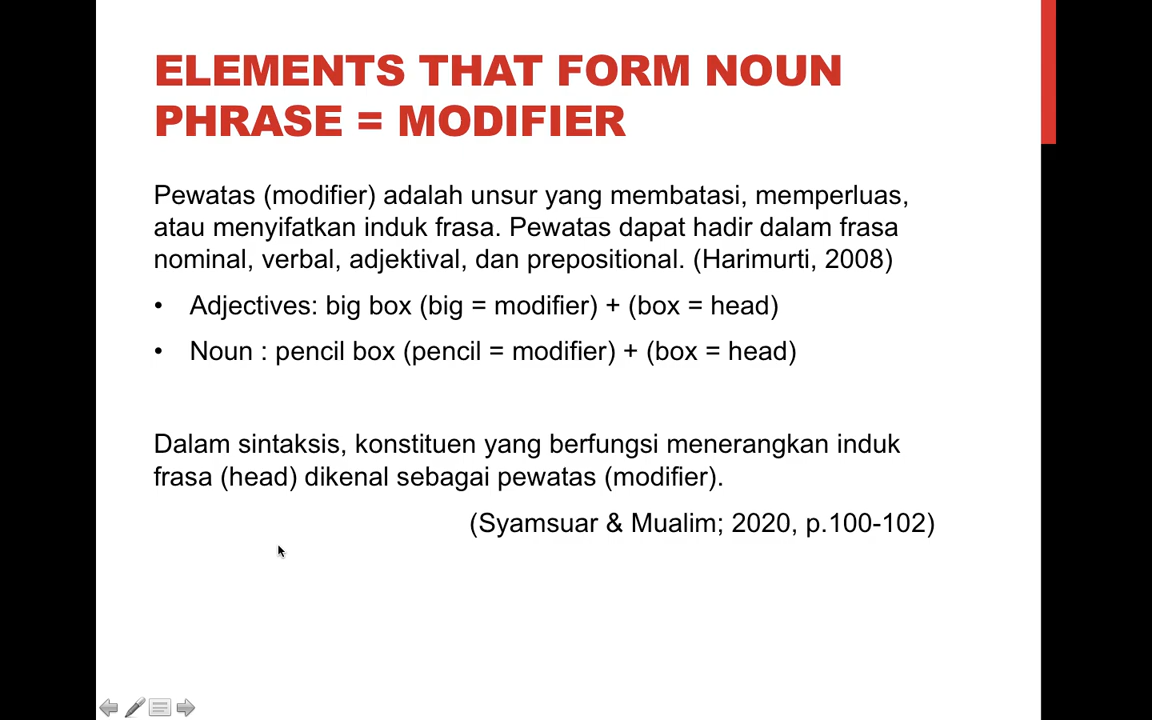 ELEMENTS THAT FORM NOUN
PHRASE = MODIFIER
Pewatas (modifier) adalah unsur yang membatasi, memperluas,
atau menyifatkan induk frasa. Pewatas dapat hadir dalam frasa
nominal, verbal, adjektival, dan prepositional. (Harimurti, 2008)
• Adjectives: big box (big = modifier) + (box = head)
• Noun : pencil box (pencil = modifier) + (box = head)
Dalam sintaksis, konstituen yang berfungsi menerangkan induk
frasa (head) dikenal sebagai pewatas (modifier).
(Syamsuar & Mualim; 2020, p.100-102)